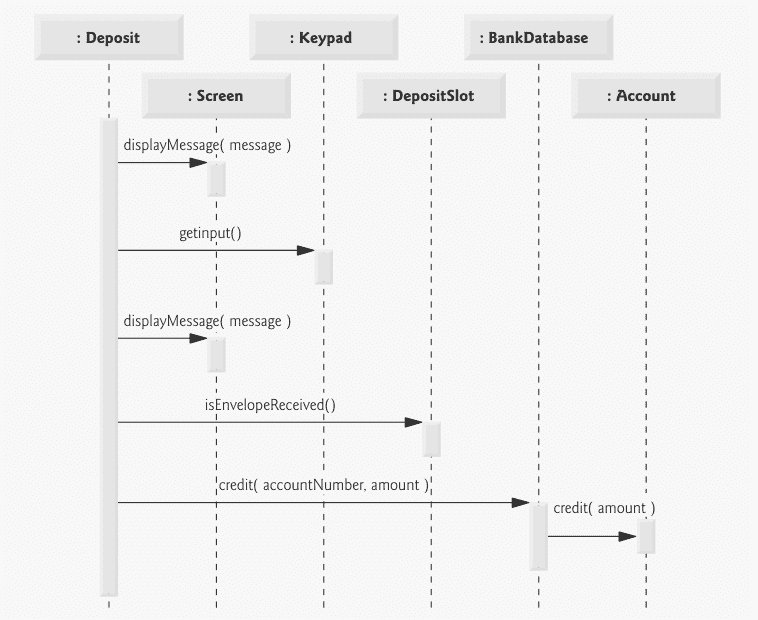 : Deposit
: Keypad
: BankDatabase
: Screen
: DepositSlot
: Account
displayMessage( message )
getinput()
displayMessage( message )
isEnvelopeReceived()
credit( accountNumber, amount )
credit( amount )